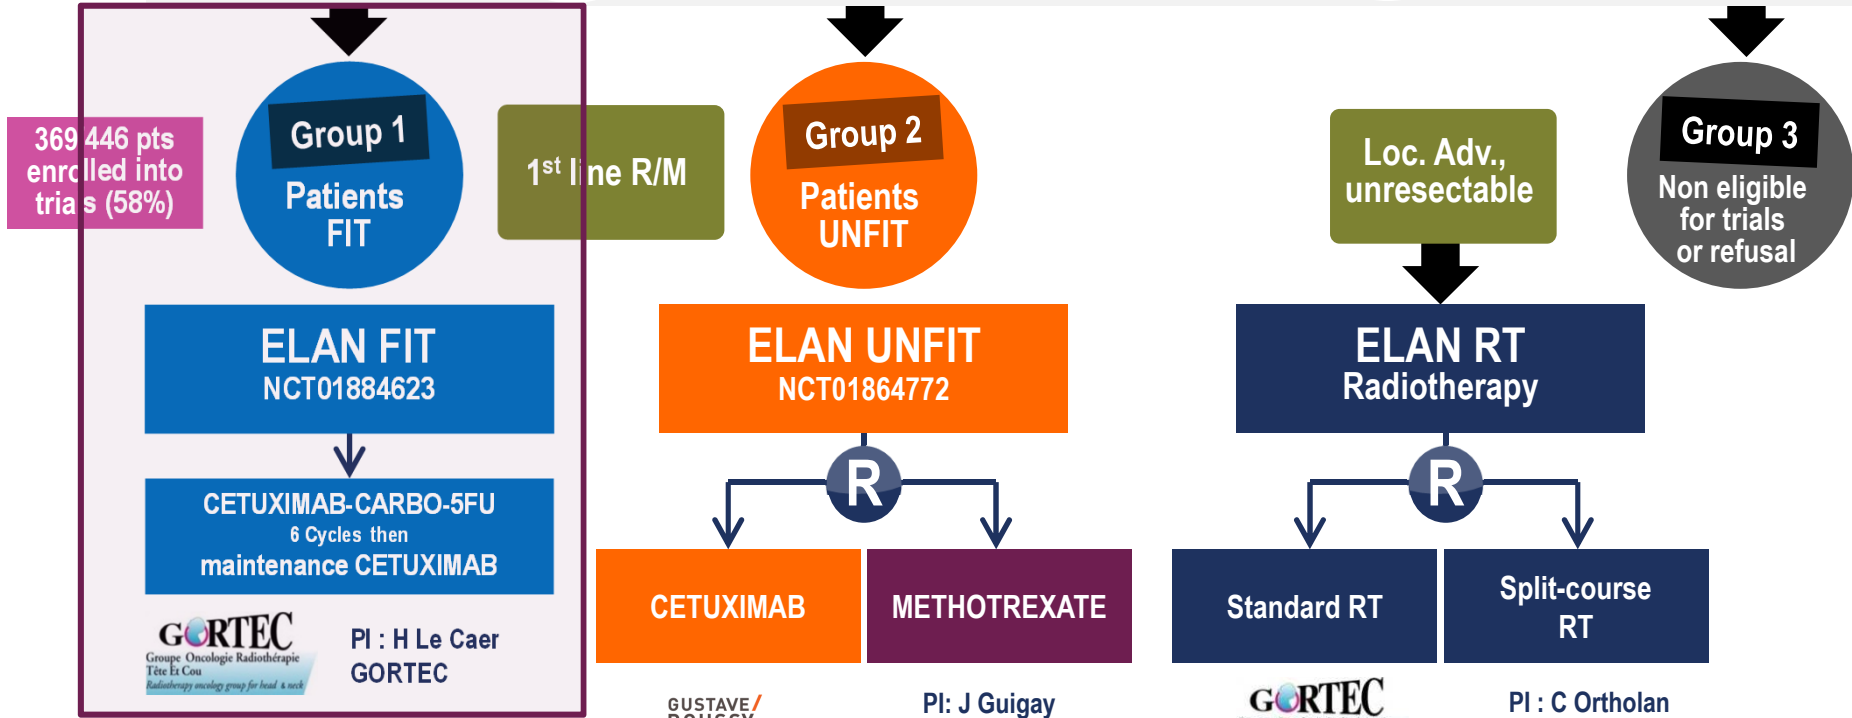 369 446 pts
enrolled into
trials (58%)
Group 1
Patients
FIT
1st line R/M
Group 2
Patients
UNFIT
Loc. Adv.,
unresectable
Group 3
Non eligible
for trials
or refusal
ELAN FIT
NCT01884623
ELAN UNFIT
NCT01864772
ELAN RT
Radiotherapy
R
R
CETUXIMAB-CARBO-5FU
6 Cycles then
maintenance CETUXIMAB
CETUXIMAB
METHOTREXATE
Standard RT
Split-course
RT
GORTEC
Groupe Oncologie Radiothérapie
Tête Et Cou
Radiotherapy oncology group for head & neck
PI : H Le Caer
GORTEC
GUSTAVE/
ROUSSY
PI: J Guigay
GORTEC
PI : C Ortholan